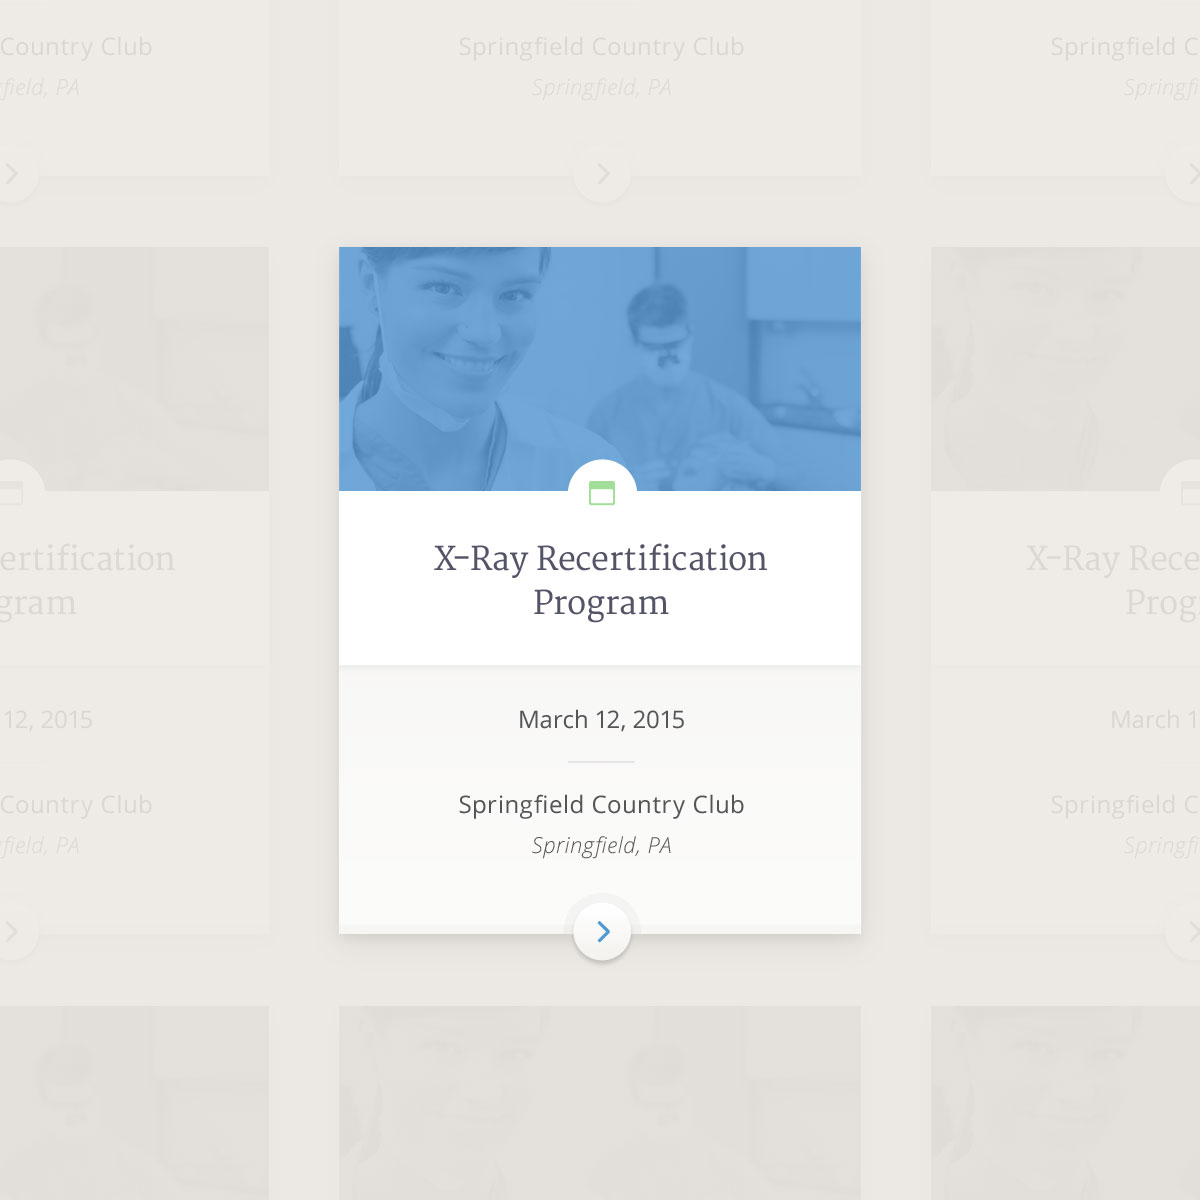 Country Club
Springfield Country Club
Springfield C
gfield, PA
Springfield, PA
Springfi
X-Ray Recertification
Program
ertification
gram
X-Ray Rece
Prog
March 12, 2015
12, 2015
March 1
Springfield Country Club
Springfield, PA
Country Club
field, PA
Springfield C
Springfi